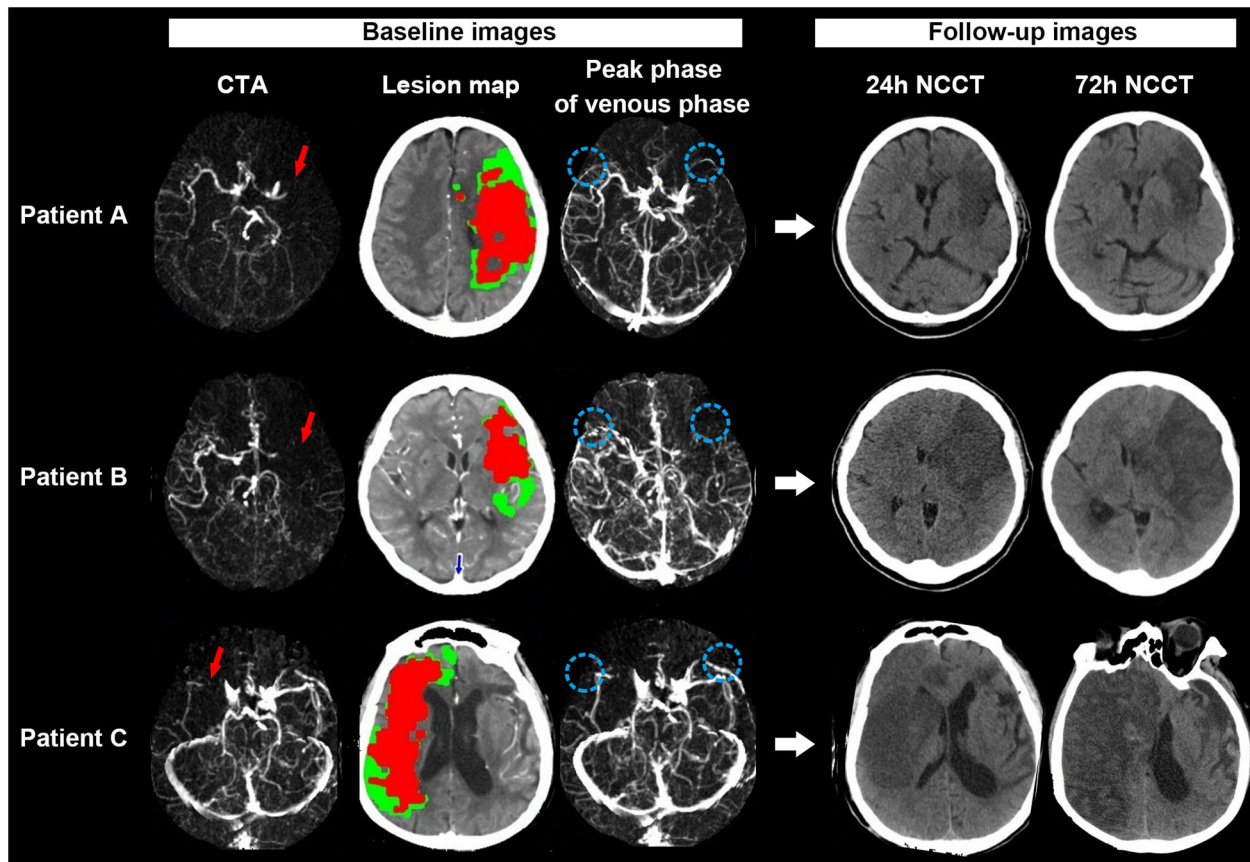 Baseline images
Follow-up images
CTA
Lesion map
Peak phase
of venous phase
24h NCCT
72h NCCT
Patient A
Patient B
Patient C